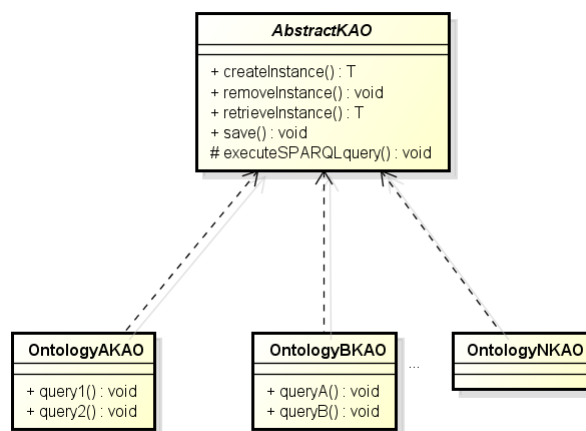 AbstractKAO
+ createInstance() : T
+ removeInstance() : void
+ retrieveInstance() : T
+ save() : void
# executeSPARQLquery() : void
OntologyAKAO
+ query1() : void
+ query2() : void
OntologyBKAO
+ queryA() : void
+ queryB() : void
...
OntologyNKAO